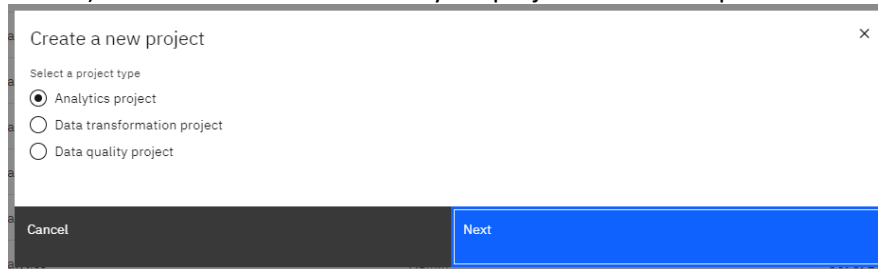 Create a new project
Select a project type
Analytics project
Data transformation project
Data quality project
Cancel
Next